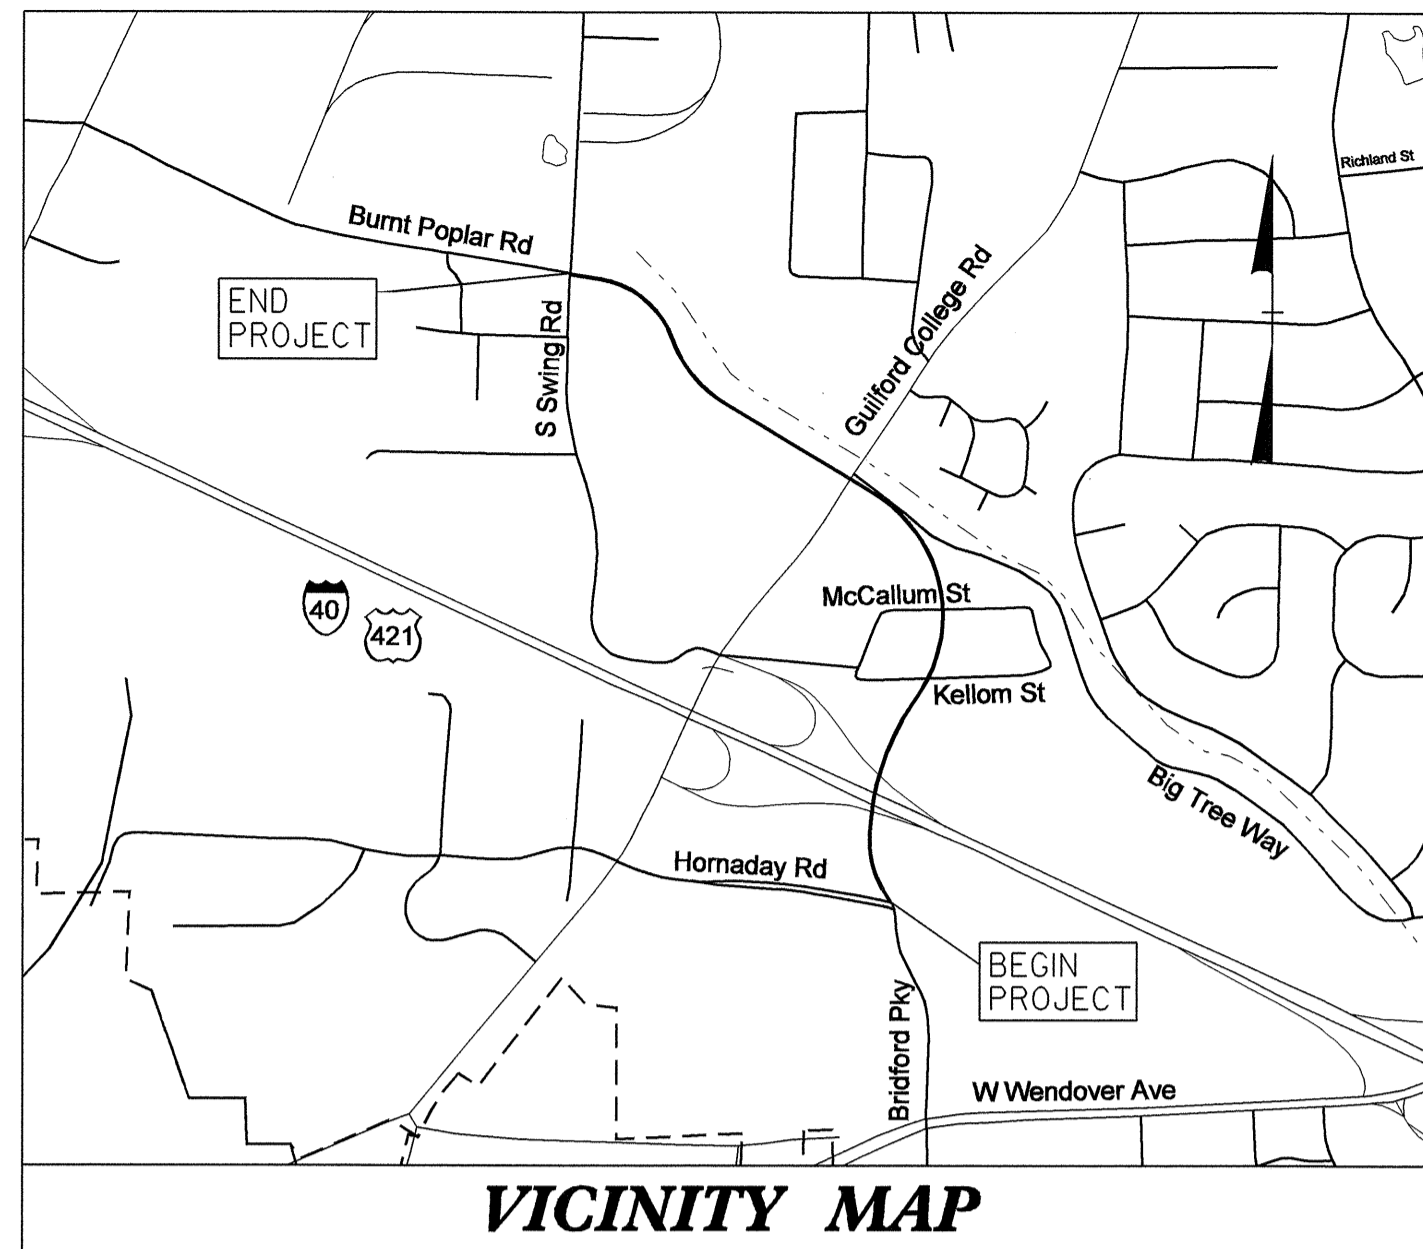 Richland St
Burnt Poplar Rd
END
PROJECT
S Swing Rd
Guilford College Rd
40
421
McCallum St
Kellom St
Big Tree Way
Hornaday Rd
BEGIN
PROJECT
Bridford Pky
W Wendover Ave
VICINITY MAP